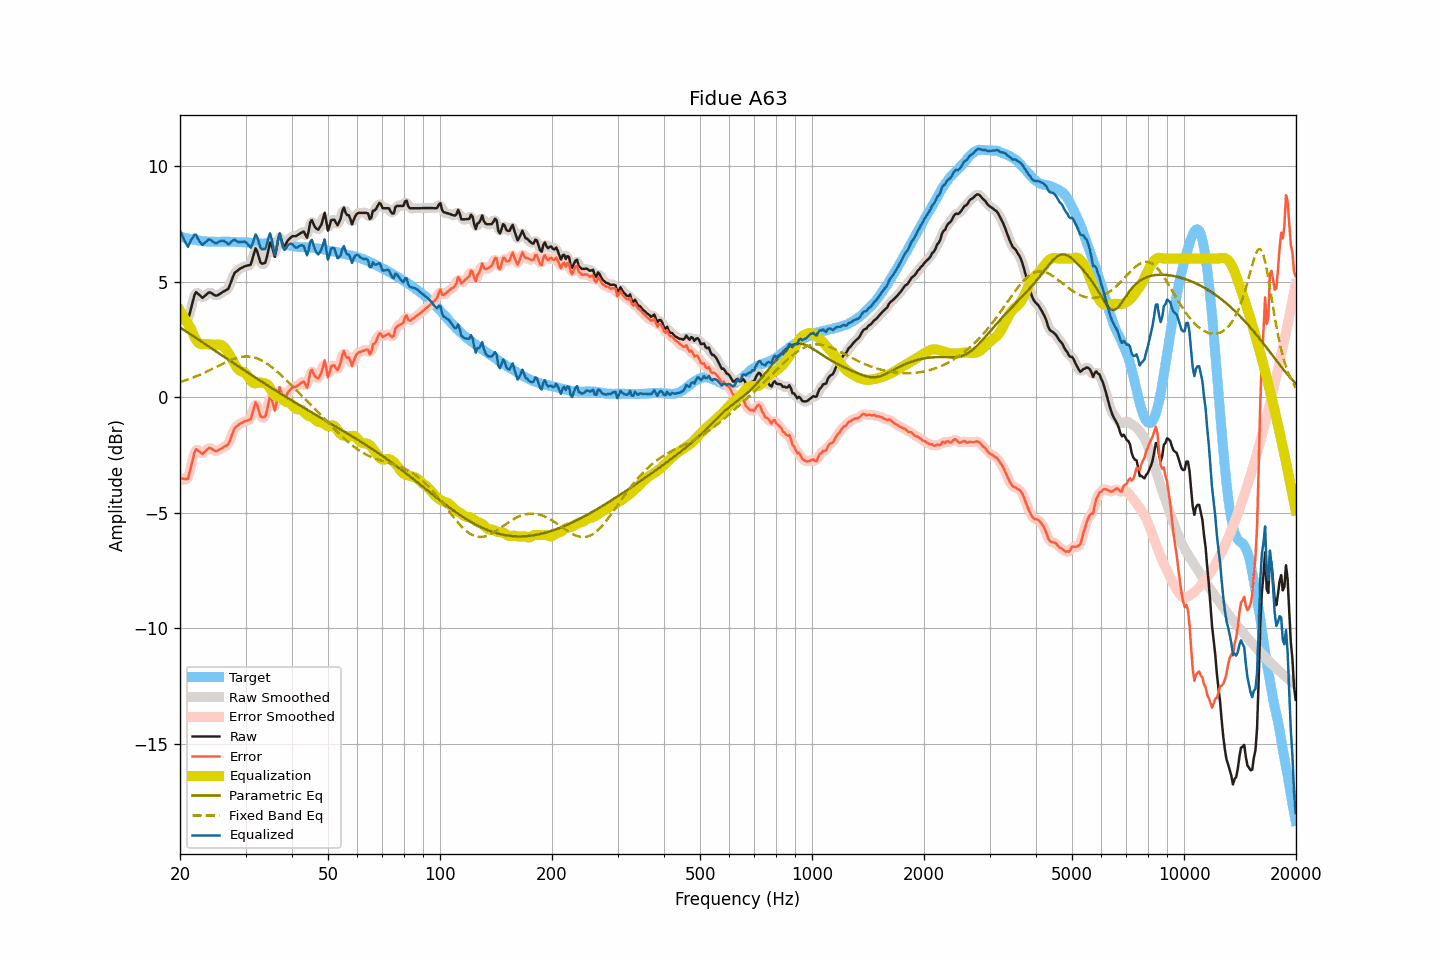 Fidue A63
Amplitude (dBr)
10
5
0
−5
−10
−15
Target
Raw Smoothed
Error Smoothed
Raw
Error
Equalization
Parametric Eq
Fixed Band Eq
Equalized
20 50 100 200 500 1000 2000 5000 10000 20000
Frequency (Hz)